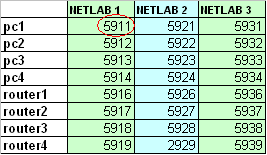 NETLAB 1 NETLAB 2 NETLAB 3
pc1 5911 5921 5931
pc2 5912 5922 5932
pc3 5913 5923 5933
pc4 5914 5924 5934
router1 5916 5926 5936
router2 5917 5927 5937
router3 5918 5928 5938
router4 5919 2929 5939